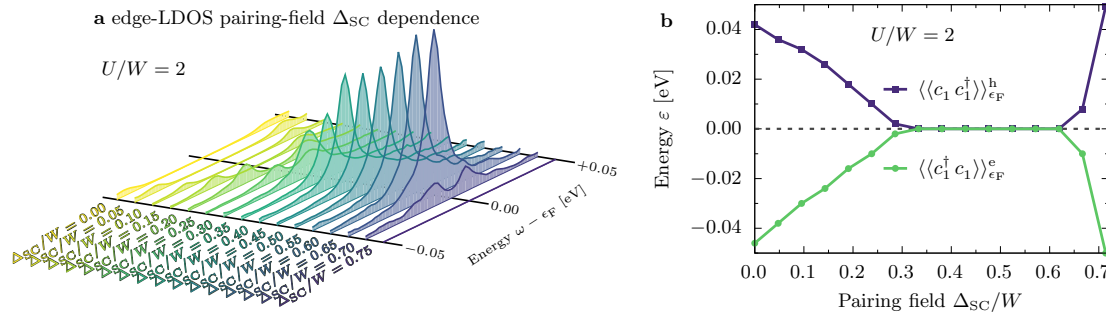 a edge-LDOS pairing-field Δ_SC dependence
U/W = 2
Δ_SC/W = 0.00
Δ_SC/W = 0.05
Δ_SC/W = 0.10
Δ_SC/W = 0.15
Δ_SC/W = 0.20
Δ_SC/W = 0.25
Δ_SC/W = 0.30
Δ_SC/W = 0.35
Δ_SC/W = 0.40
Δ_SC/W = 0.45
Δ_SC/W = 0.50
Δ_SC/W = 0.55
Δ_SC/W = 0.60
Δ_SC/W = 0.65
Δ_SC/W = 0.70
Δ_SC/W = 0.75
+0.05
0.00
−0.05
Energy ω − ϵ_F [eV]
b
U/W = 2
⟨⟨c_1 c_1^†⟩⟩^h_{ϵ_F}
⟨⟨c_1^† c_1⟩⟩^e_{ϵ_F}
Energy ε [eV]
0.04
0.02
0.00
−0.02
−0.04
0.0 0.1 0.2 0.3 0.4 0.5 0.6 0.7
Pairing field Δ_SC/W